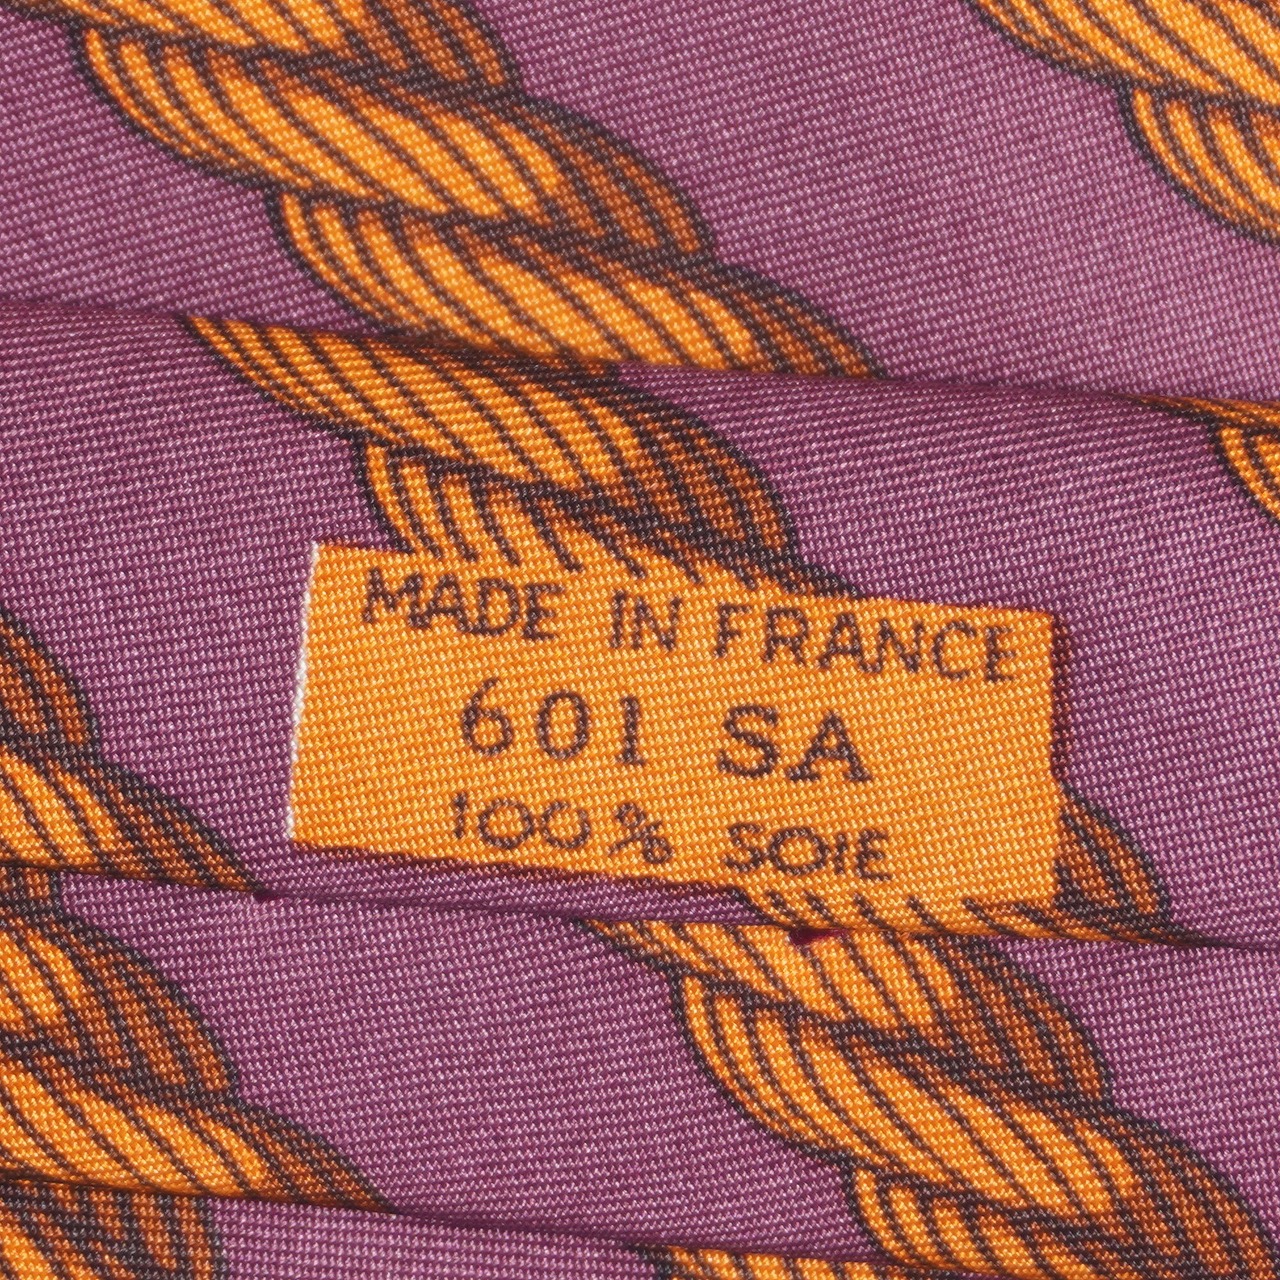 MADE IN FRANCE
601 SA
100% SOIE